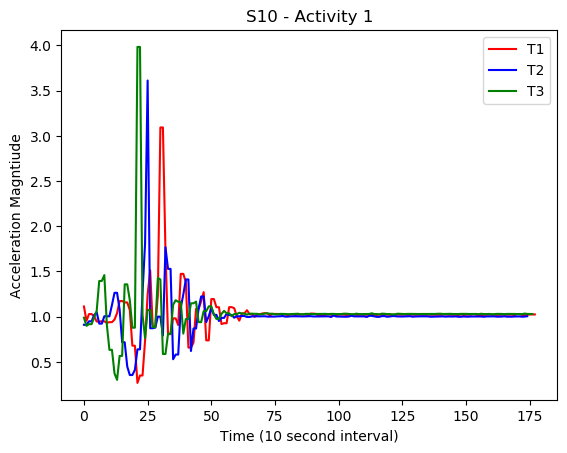 S10 - Activity 1
T1
T2
T3
Acceleration Magntiude
4.0
3.5
3.0
2.5
2.0
1.5
1.0
0.5
0 25 50 75 100 125 150 175
Time (10 second interval)